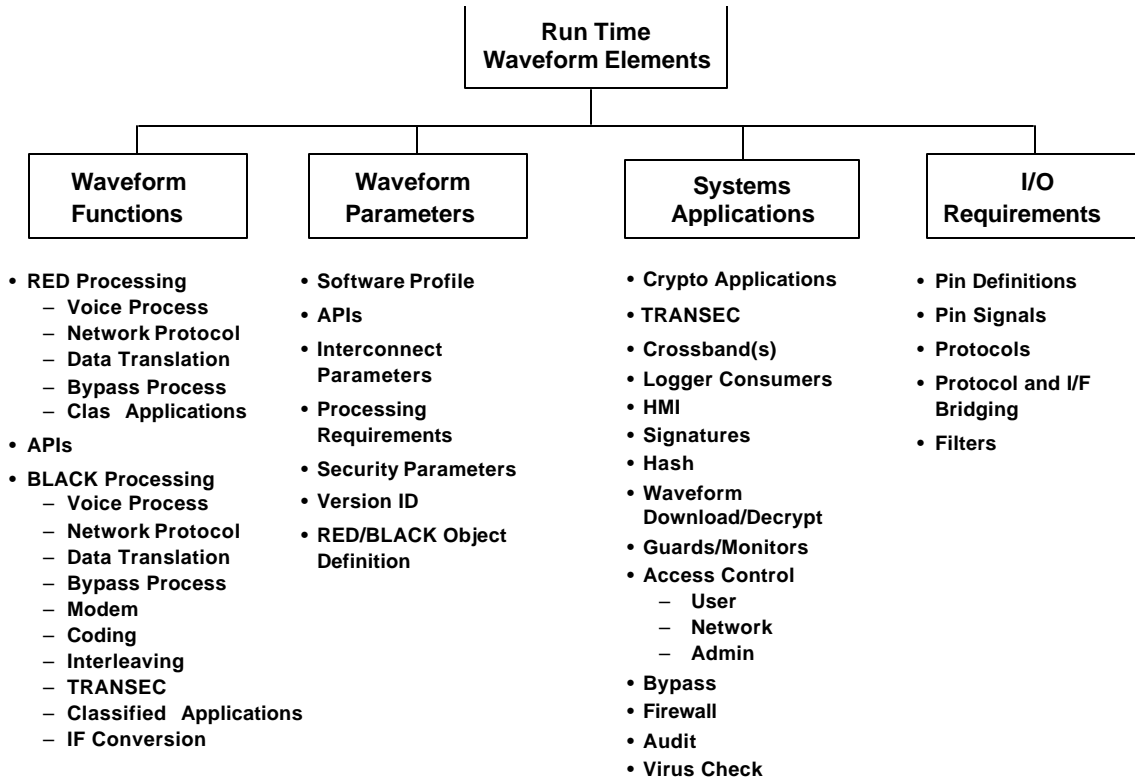 Run Time
Waveform Elements
Waveform
Functions
Waveform
Parameters
Systems
Applications
I/O
Requirements
• RED Processing
– Voice Process
– Network Protocol
– Data Translation
– Bypass Process
– Clas Applications
• APIs
• BLACK Processing
– Voice Process
– Network Protocol
– Data Translation
– Bypass Process
– Modem
– Coding
– Interleaving
– TRANSEC
– Classified Applications
– IF Conversion
• Software Profile
• APIs
• Interconnect
Parameters
• Processing
Requirements
• Security Parameters
• Version ID
• RED/BLACK Object
Definition
• Crypto Applications
• TRANSEC
• Crossband(s)
• Logger Consumers
• HMI
• Signatures
• Hash
• Waveform
Download/Decrypt
• Guards/Monitors
• Access Control
– User
– Network
– Admin
• Bypass
• Firewall
• Audit
• Virus Check
• Pin Definitions
• Pin Signals
• Protocols
• Protocol and I/F
Bridging
• Filters